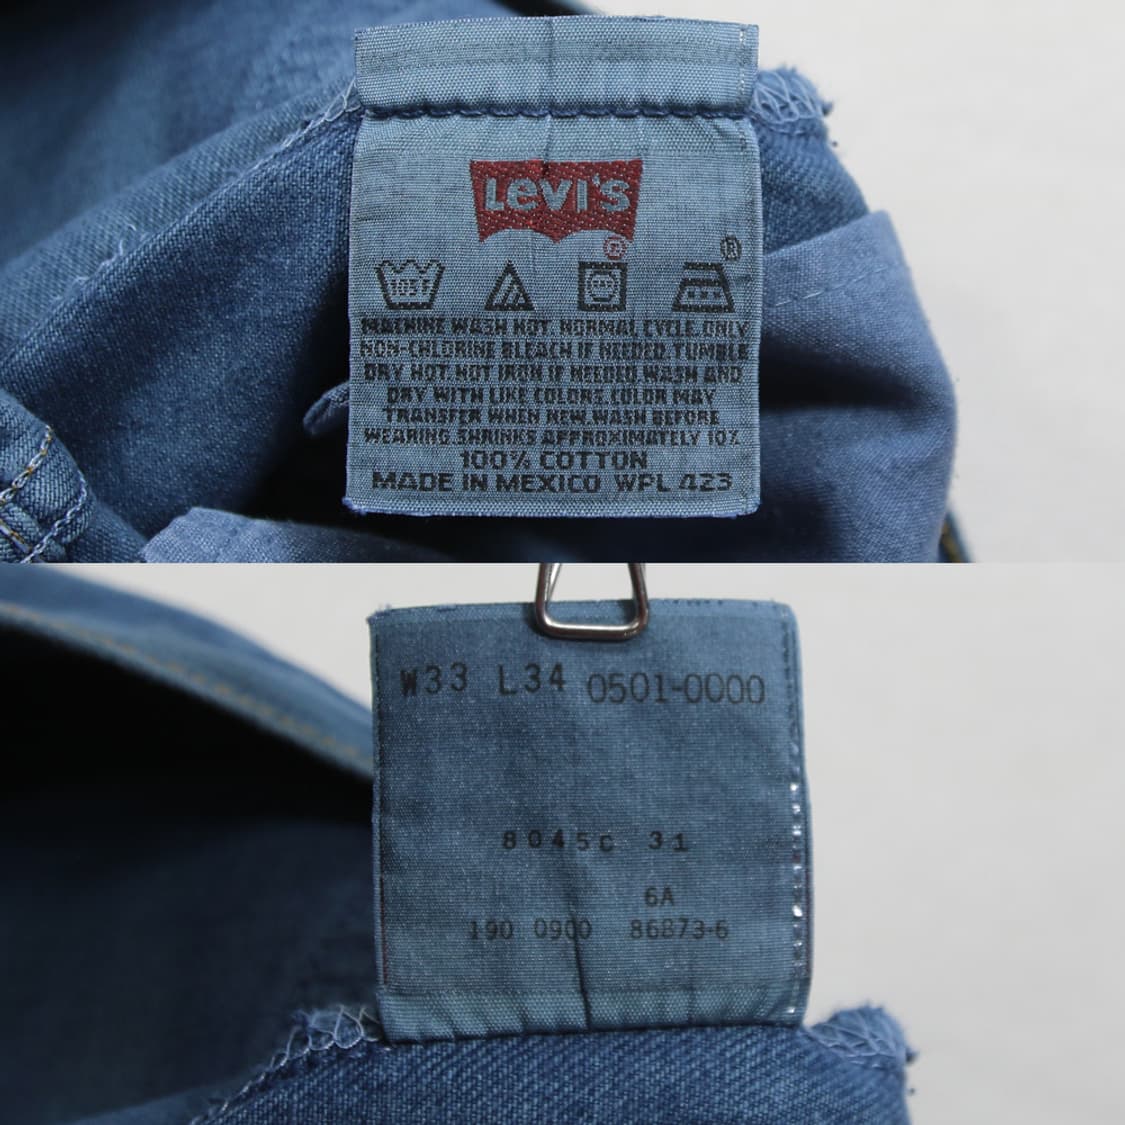 Levi's
®
®
105F
MACHINE WASH HOT. NORMAL CYCLE. ONLY
NON-CHLORINE BLEACH IF NEEDED. TUMBLE
DRY HOT. HOT IRON IF NEEDED. WASH AND
DRY WITH LIKE COLORS. COLOR MAY
TRANSFER WHEN NEW. WASH BEFORE
WEARING. SHRINKS APPROXIMATELY 10%
100% COTTON
MADE IN MEXICO WPL 423
W33 L34 0501-0000
8045C 31
6A
190 0900 86873-6